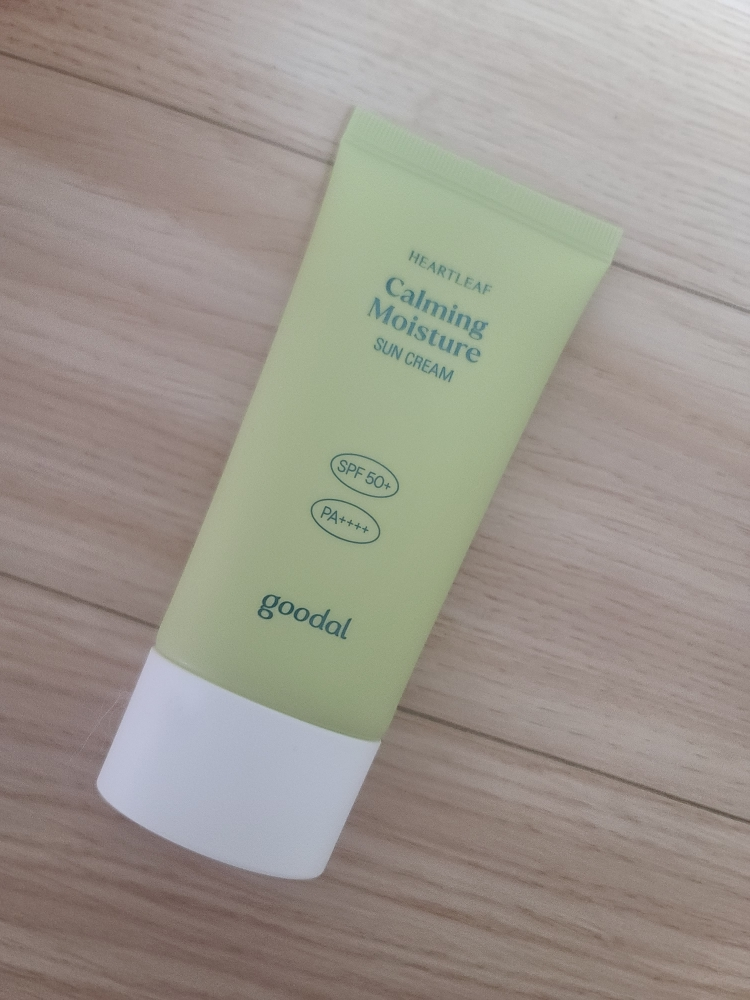 HEARTLEAF
Calming
Moisture
SUN CREAM
SPF 50+
PA++++
goodal